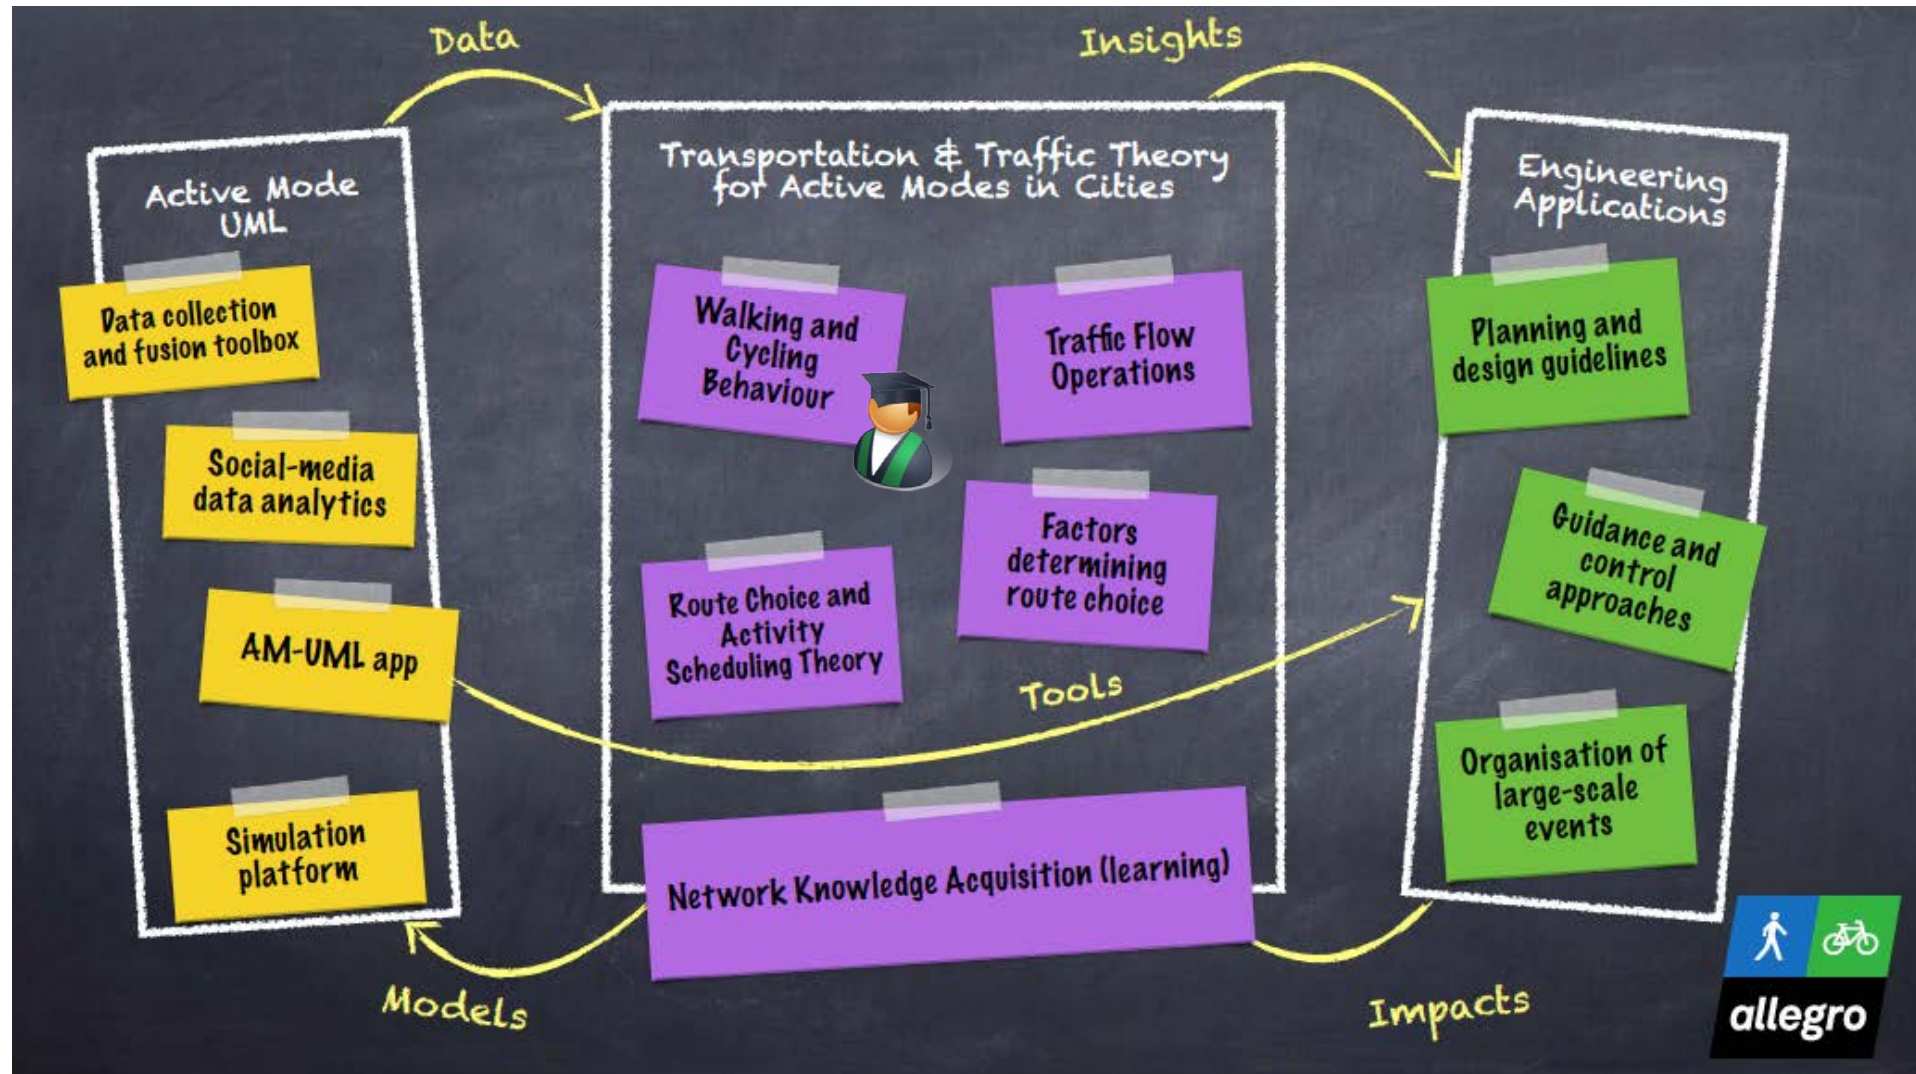 Data
Insights
Active Mode
UML
Data collection
and fusion toolbox
Social-media
data analytics
AM-UML app
Simulation
platform
Transportation & Traffic Theory
for Active Modes in Cities
Walking and
Cycling
Behaviour
Traffic Flow
Operations
Route Choice and
Activity
Scheduling Theory
Factors
determining
route choice
Tools
Network Knowledge Acquisition (learning)
Engineering
Applications
Planning and
design guidelines
Guidance and
control
approaches
Organisation of
large-scale
events
Models
Impacts
allegro